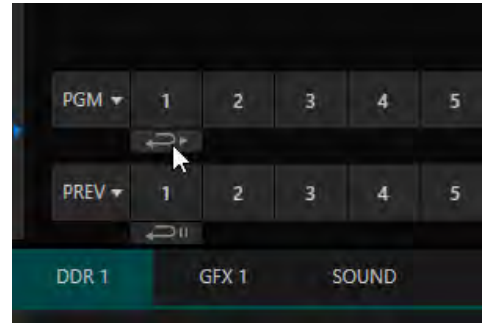 PGM 1 2 3 4 5
PREV 1 2 3 4 5
DDR 1 GFX 1 SOUND